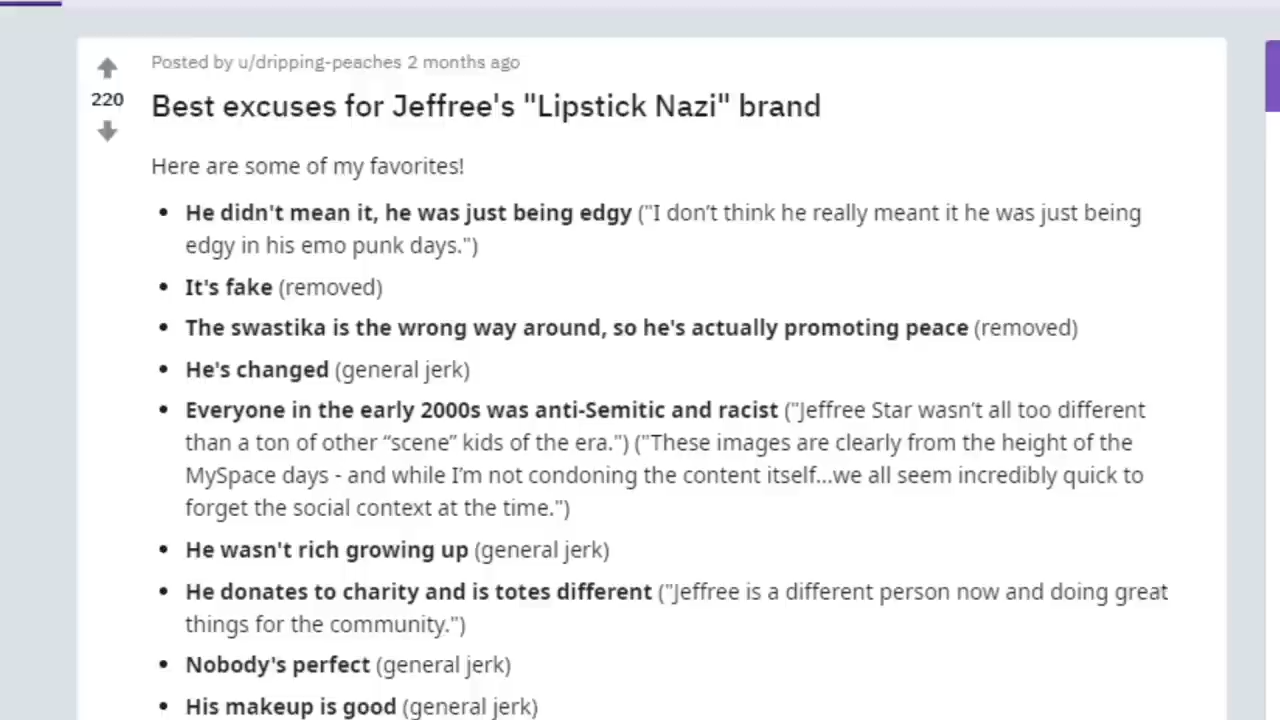 Posted by u/dripping-peaches 2 months ago
220
Best excuses for Jeffree's "Lipstick Nazi" brand
Here are some of my favorites!
• He didn't mean it, he was just being edgy ("I don’t think he really meant it he was just being
edgy in his emo punk days.")
• It's fake (removed)
• The swastika is the wrong way around, so he's actually promoting peace (removed)
• He's changed (general jerk)
• Everyone in the early 2000s was anti-Semitic and racist ("Jeffree Star wasn’t all too different
than a ton of other “scene” kids of the era.") ("These images are clearly from the height of the
MySpace days - and while I’m not condoning the content itself...we all seem incredibly quick to
forget the social context at the time.")
• He wasn't rich growing up (general jerk)
• He donates to charity and is totes different ("Jeffree is a different person now and doing great
things for the community.")
• Nobody's perfect (general jerk)
• His makeup is good (general jerk)